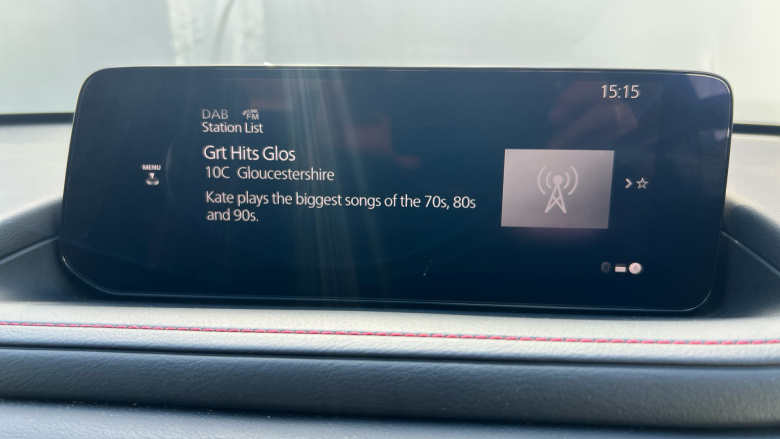 15:15
DAB FM
Station List
MENU
Grt Hits Glos
10C Gloucestershire
Kate plays the biggest songs of the 70s, 80s
and 90s.